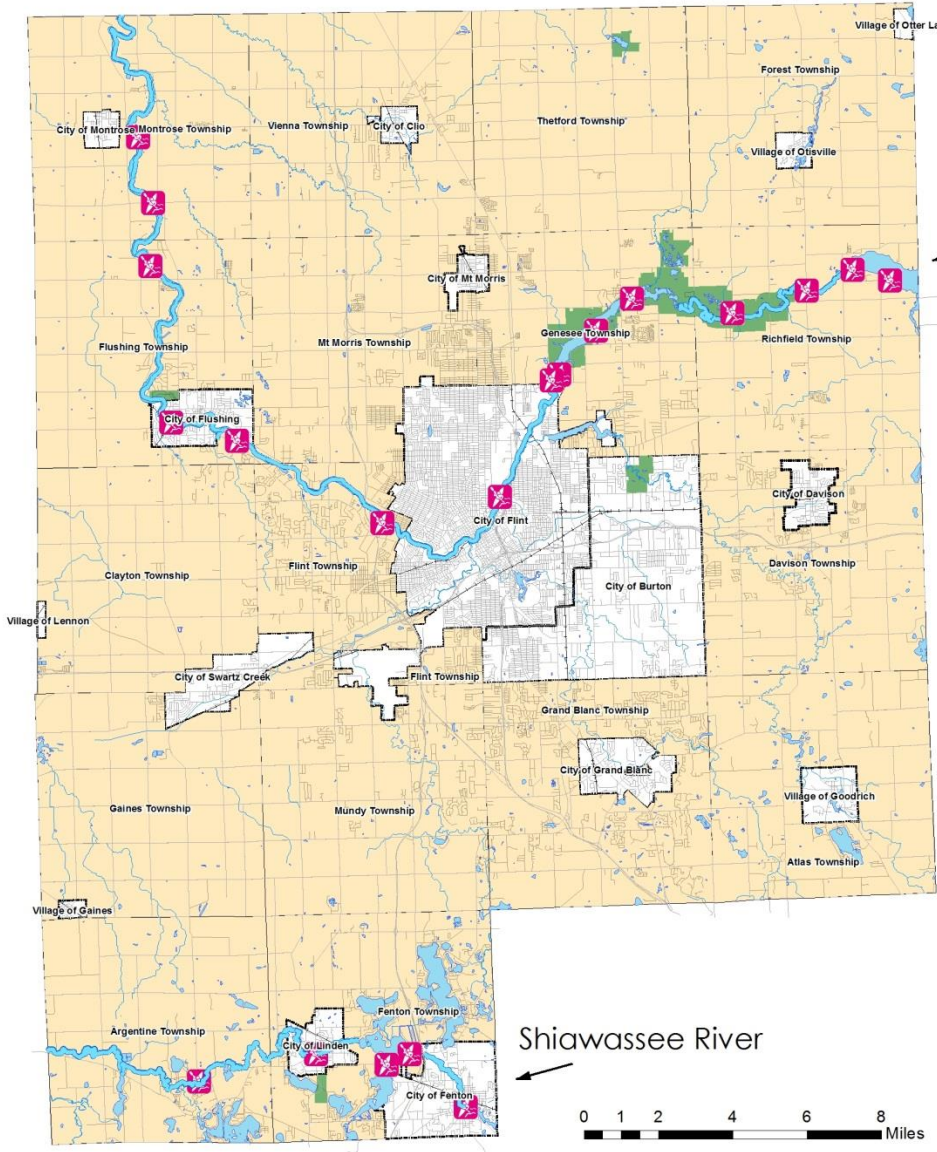 Village of Otter La
Forest Township
City of Montrose
Montrose Township
Vienna Township
City of Clio
Thetford Township
Village of Otisville
City of Mt Morris
Genesee Township
Richfield Township
Flushing Township
Mt Morris Township
City of Flushing
City of Davison
City of Flint
Clayton Township
Flint Township
Davison Township
City of Burton
Village of Lennon
City of Swartz Creek
Flint Township
Grand Blanc Township
City of Grand Blanc
Village of Goodrich
Gaines Township
Mundy Township
Atlas Township
Village of Gaines
Fenton Township
Argentine Township
City of Linden
Shiawassee River
City of Fenton
0 1 2 4 6 8
Miles